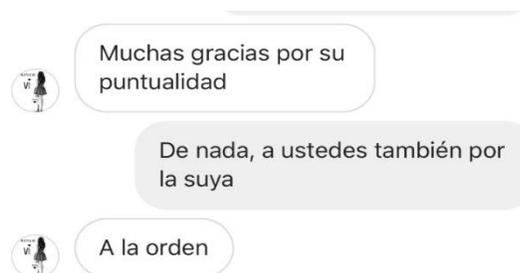 Muchas gracias por su
puntualidad
De nada, a ustedes también por
la suya
A la orden